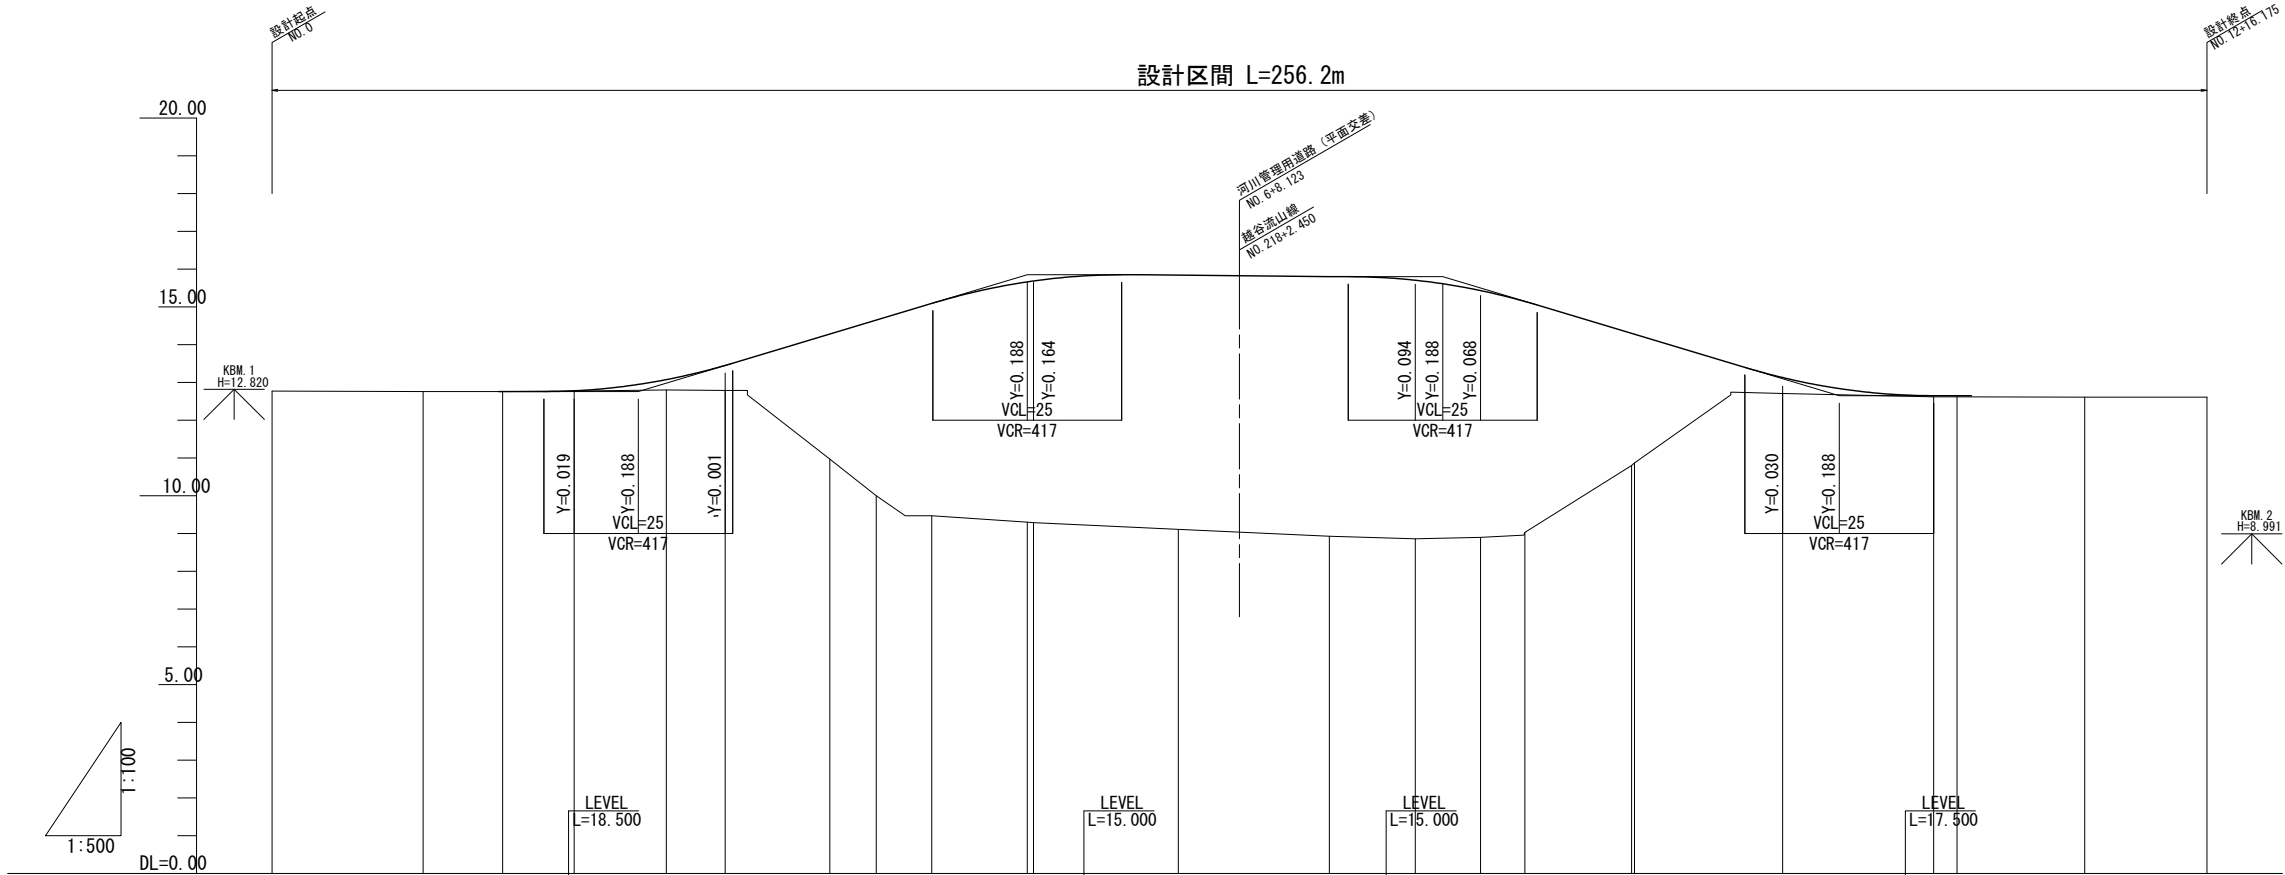 設計起点
NO.0
設計終点
NO.12+16.175
設計区間 L=256.2m
20.00
河川管理用道路（平面交差）
NO.6+8.123
越谷流山線
NO.218+2.450
15.00
KBM.1
H=12.820
Y=0.188
Y=0.164
VCL=25
VCR=417
Y=0.094
Y=0.188
Y=0.068
VCL=25
VCR=417
10.00
Y=0.019
Y=0.188
Y=0.001
VCL=25
VCR=417
Y=0.030
Y=0.188
VCL=25
VCR=417
KBM.2
H=8.991
5.00
1:100
1:500
LEVEL
L=18.500
LEVEL
L=15.000
LEVEL
L=15.000
LEVEL
L=17.500
DL=0.00